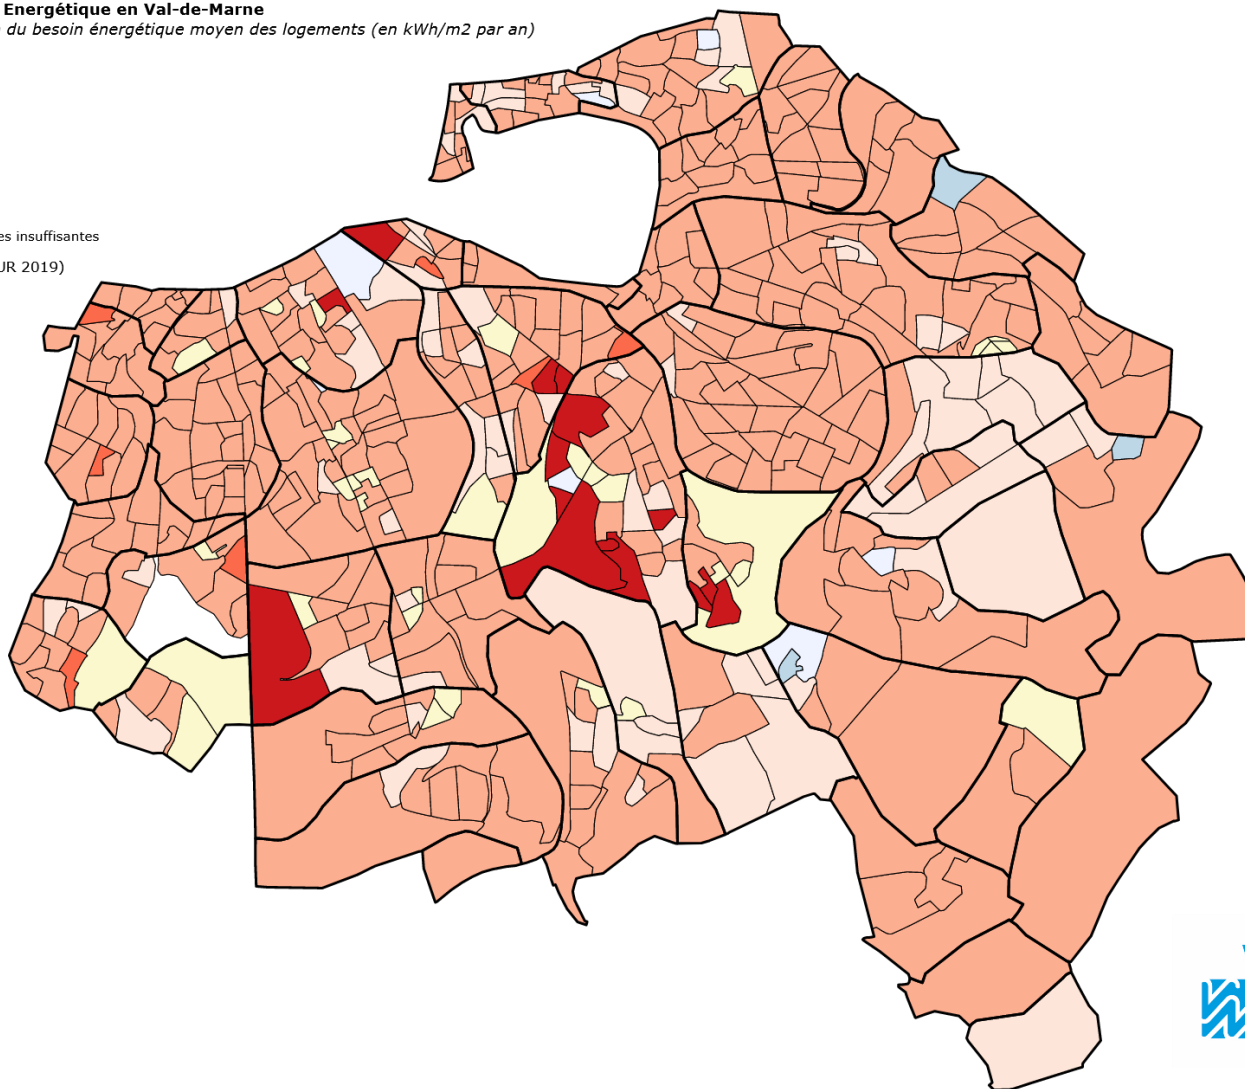 Energétique en Val-de-Marne
du besoin énergétique moyen des logements (en kWh/m2 par an)
es insuffisantes
UR 2019)